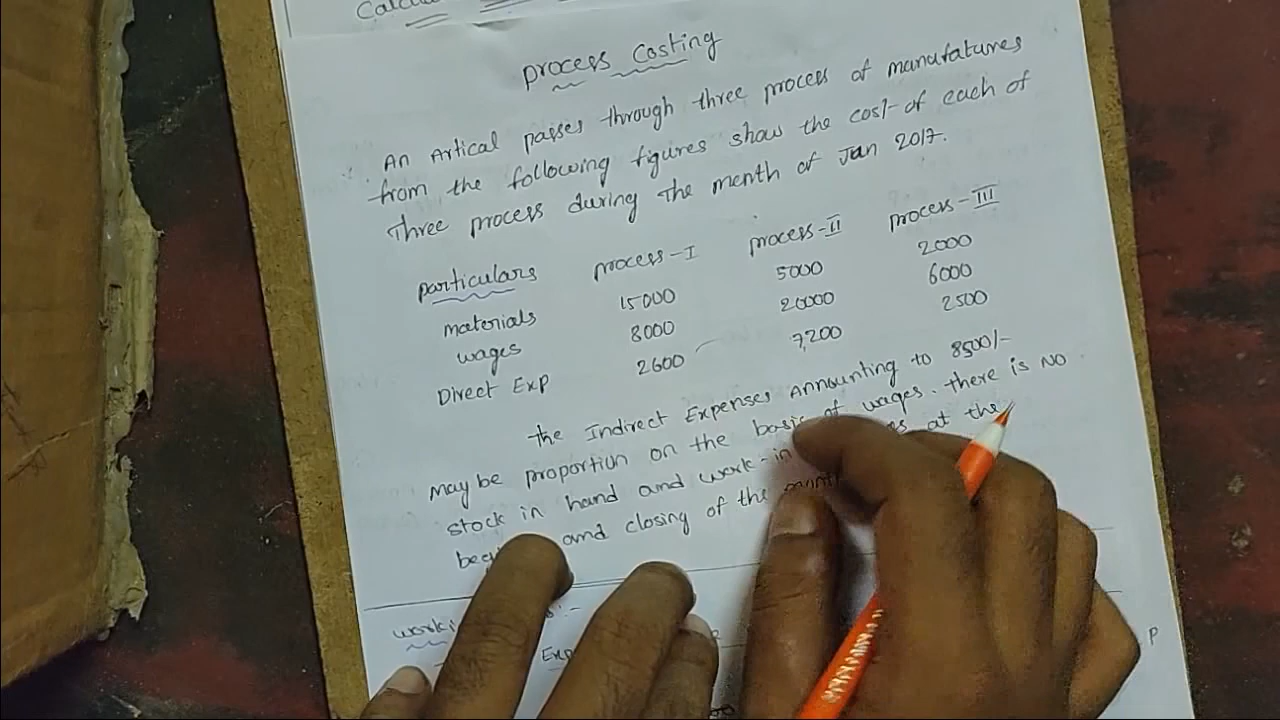 process Costing
An Artical passes through three process of manufatures
from the following figures show the cost of each of
three process during the month of Jan 2017.
particulars process-I process-II process-III
materials 15000 5000 2000
wages 8000 20000 6000
Direct Exp 2600 7,200 2500
the Indirect Expenses Announting to 8500/-
may be proportion on the basis of wages. there is no
stock in hand and work-in at the
and closing of the
P